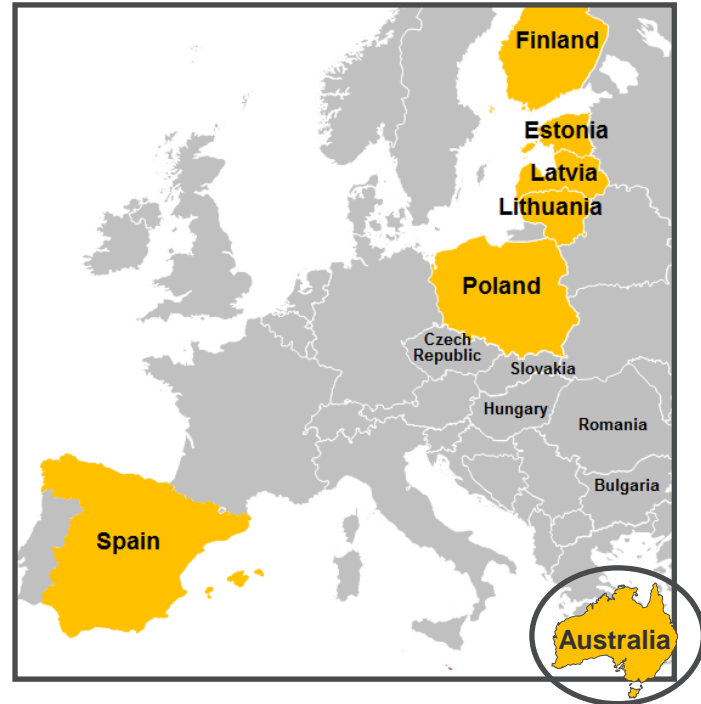 Finland
Estonia
Latvia
Lithuania
Poland
Czech
Republic
Slovakia
Hungary
Romania
Bulgaria
Spain
Australia